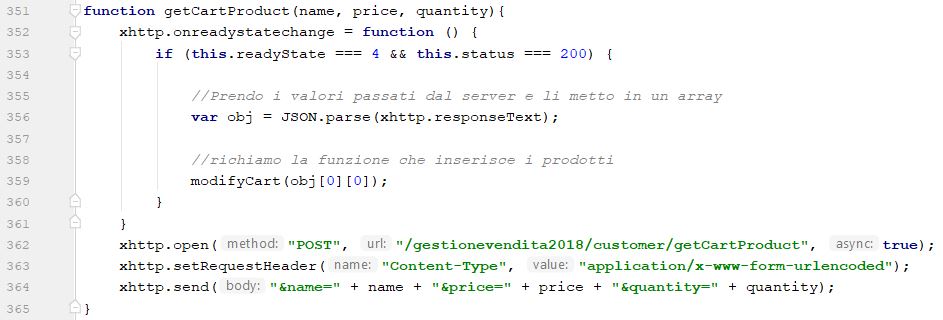 351 function getCartProduct(name, price, quantity){
352 xhttp.onreadystatechange = function () {
353 if (this.readyState === 4 && this.status === 200) {
354
355 //Prendo i valori passati dal server e li metto in un array
356 var obj = JSON.parse(xhttp.responseText);
357
358 //richiamo la funzione che inserisce i prodotti
359 modifyCart(obj[0][0]);
360 }
361 }
362 xhttp.open( method: "POST", url: "/gestionevendita2018/customer/getCartProduct", async: true);
363 xhttp.setRequestHeader( name: "Content-Type", value: "application/x-www-form-urlencoded");
364 xhttp.send( body: "&name=" + name + "&price=" + price + "&quantity=" + quantity);
365 }